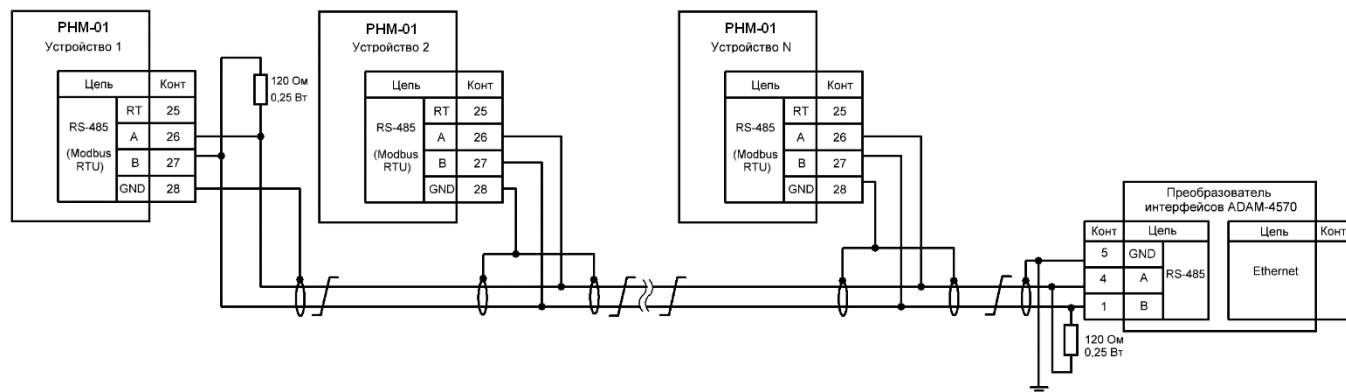 РНМ-01
Устройство 1
Цепь Конт
RS-485
(Modbus
RTU)
RT 25
A 26
B 27
GND 28
120 Ом
0,25 Вт
РНМ-01
Устройство 2
Цепь Конт
RS-485
(Modbus
RTU)
RT 25
A 26
B 27
GND 28
РНМ-01
Устройство N
Цепь Конт
RS-485
(Modbus
RTU)
RT 25
A 26
B 27
GND 28
Преобразователь
интерфейсов ADAM-4570
Конт Цепь
5 GND
4 A
1 B
RS-485
Цепь Конт
Ethernet
120 Ом
0,25 Вт